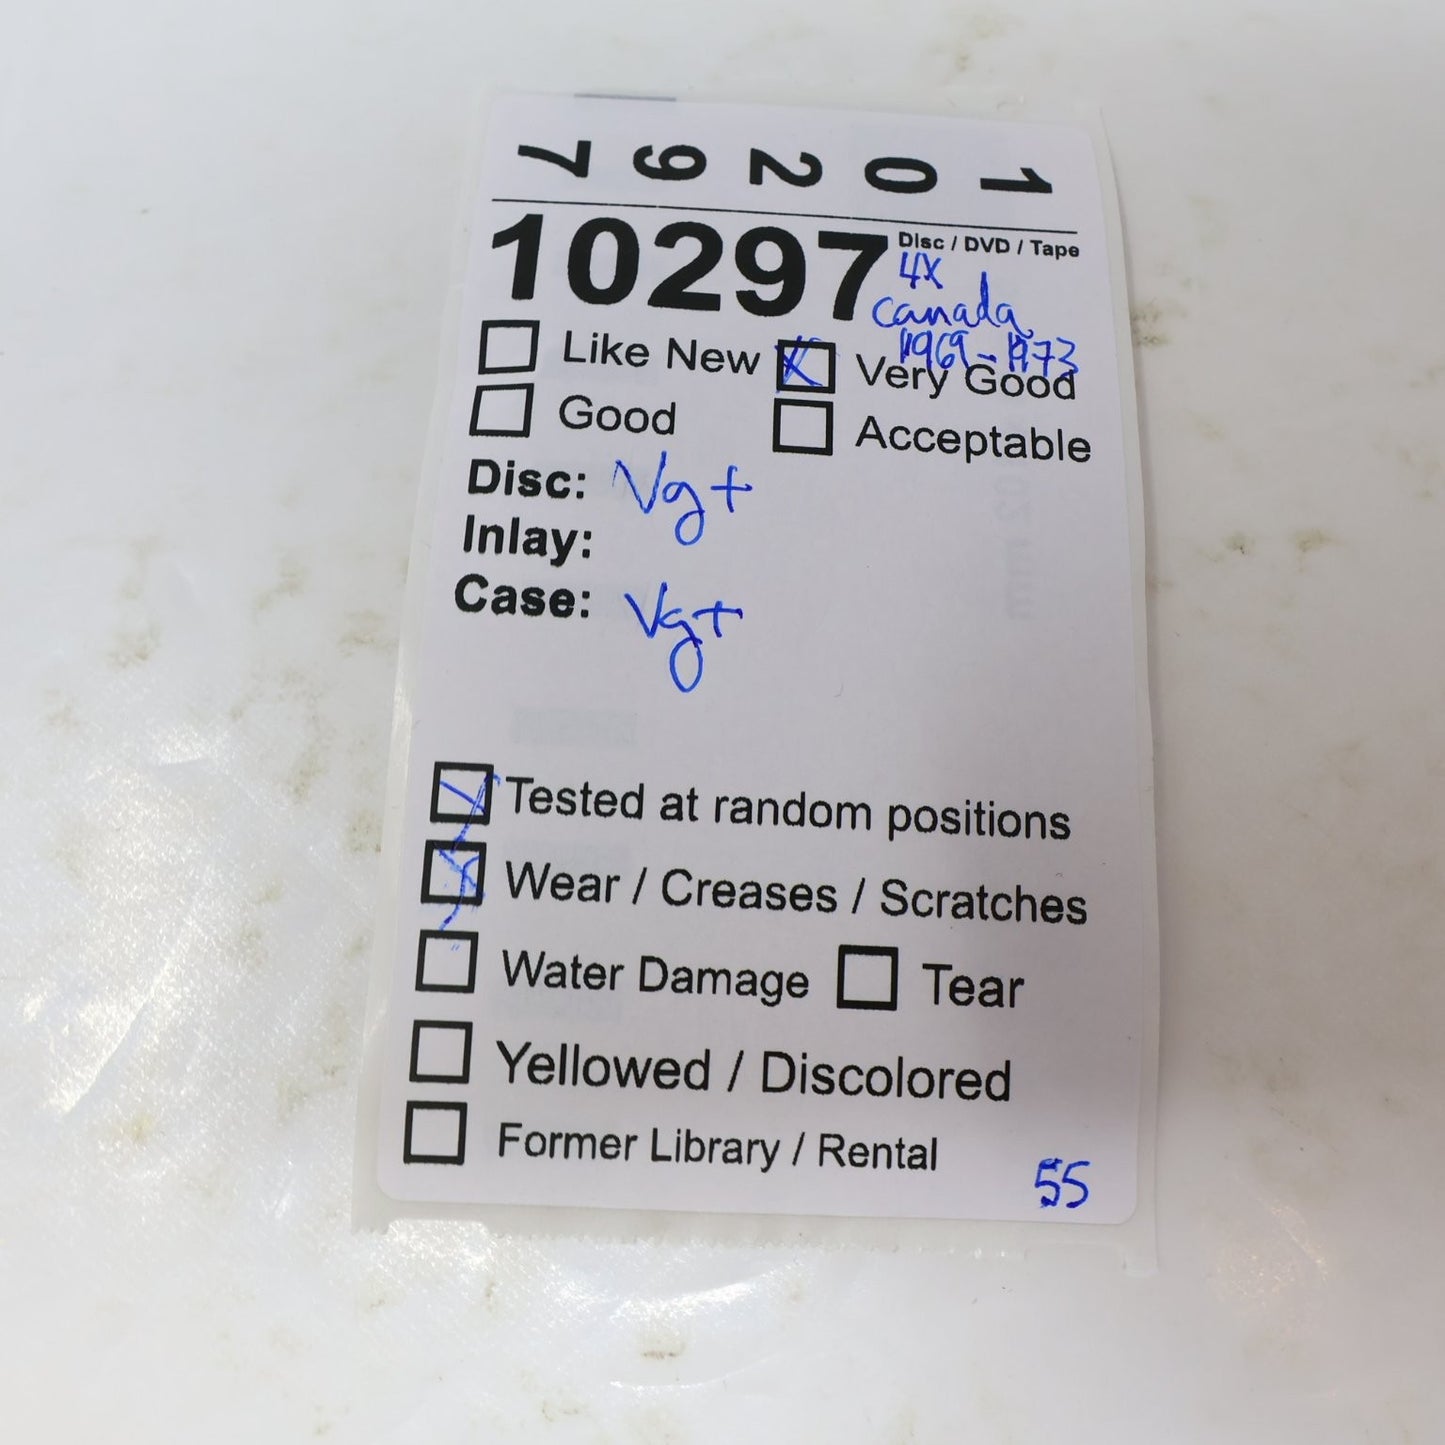 10297
10297 Disc / DVD / Tape
4X
Canada
1969-1973
Like New Very Good
Good Acceptable
Disc: Vg+
Inlay:
Case: Vg+
Tested at random positions
Wear / Creases / Scratches
Water Damage Tear
Yellowed / Discolored
Former Library / Rental
55